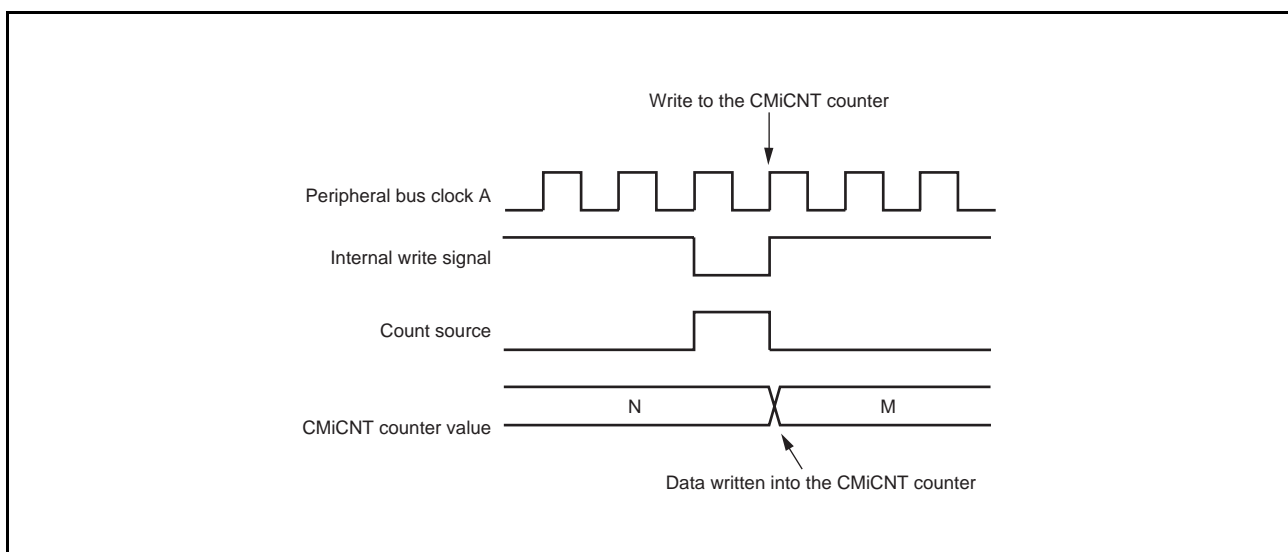 Write to the CMiCNT counter
Peripheral bus clock A
Internal write signal
Count source
N
M
CMiCNT counter value
Data written into the CMiCNT counter